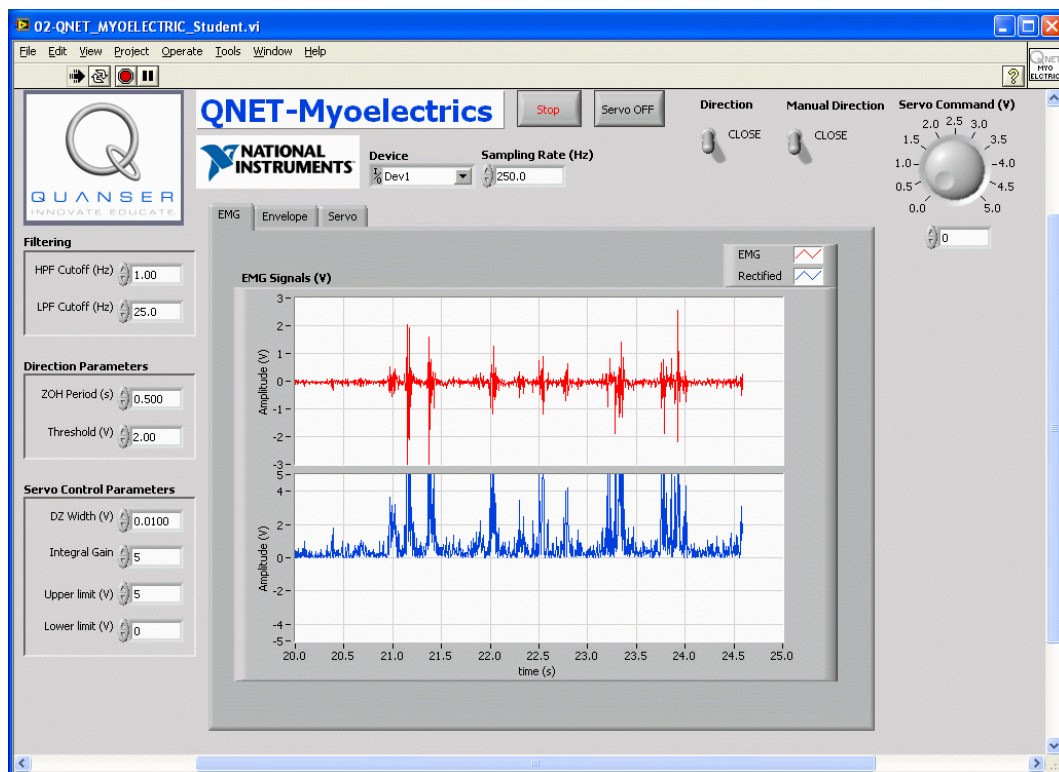 02-QNET_MYOELECTRIC_Student.vi
File Edit View Project Operate Tools Window Help
QNET
MYO
ELCTRIC
QUANSER
INNOVATE. EDUCATE.
QNET-Myoelectrics
Stop
Servo OFF
Direction
CLOSE
Manual Direction
CLOSE
Servo Command (V)
0.0 0.5 1.0 1.5 2.0 2.5 3.0 3.5 4.0 4.5 5.0
0
NATIONAL
INSTRUMENTS
Device
Dev1
Sampling Rate (Hz)
250.0
EMG Envelope Servo
Filtering
HPF Cutoff (Hz) 1.00
LPF Cutoff (Hz) 25.0
Direction Parameters
ZOH Period (s) 0.500
Threshold (V) 2.00
Servo Control Parameters
DZ Width (V) 0.0100
Integral Gain 5
Upper limit (V) 5
Lower limit (V) 0
EMG
Rectified
EMG Signals (V)
Amplitude (V)
3
2
1
0
-1
-2
-3
Amplitude (V)
5
4
2
0
-2
-4
-5
20.0 20.5 21.0 21.5 22.0 22.5 23.0 23.5 24.0 24.5 25.0
time (s)